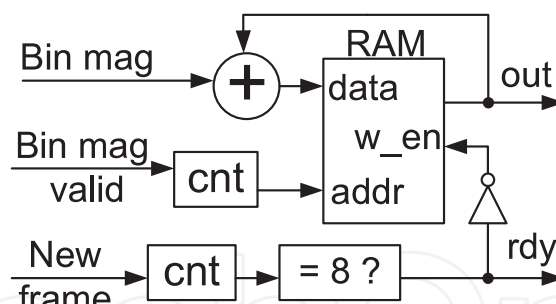 RAM
Bin mag
+
data
out
w_en
Bin mag
valid
cnt
addr
New
frame
cnt
= 8 ?
rdy